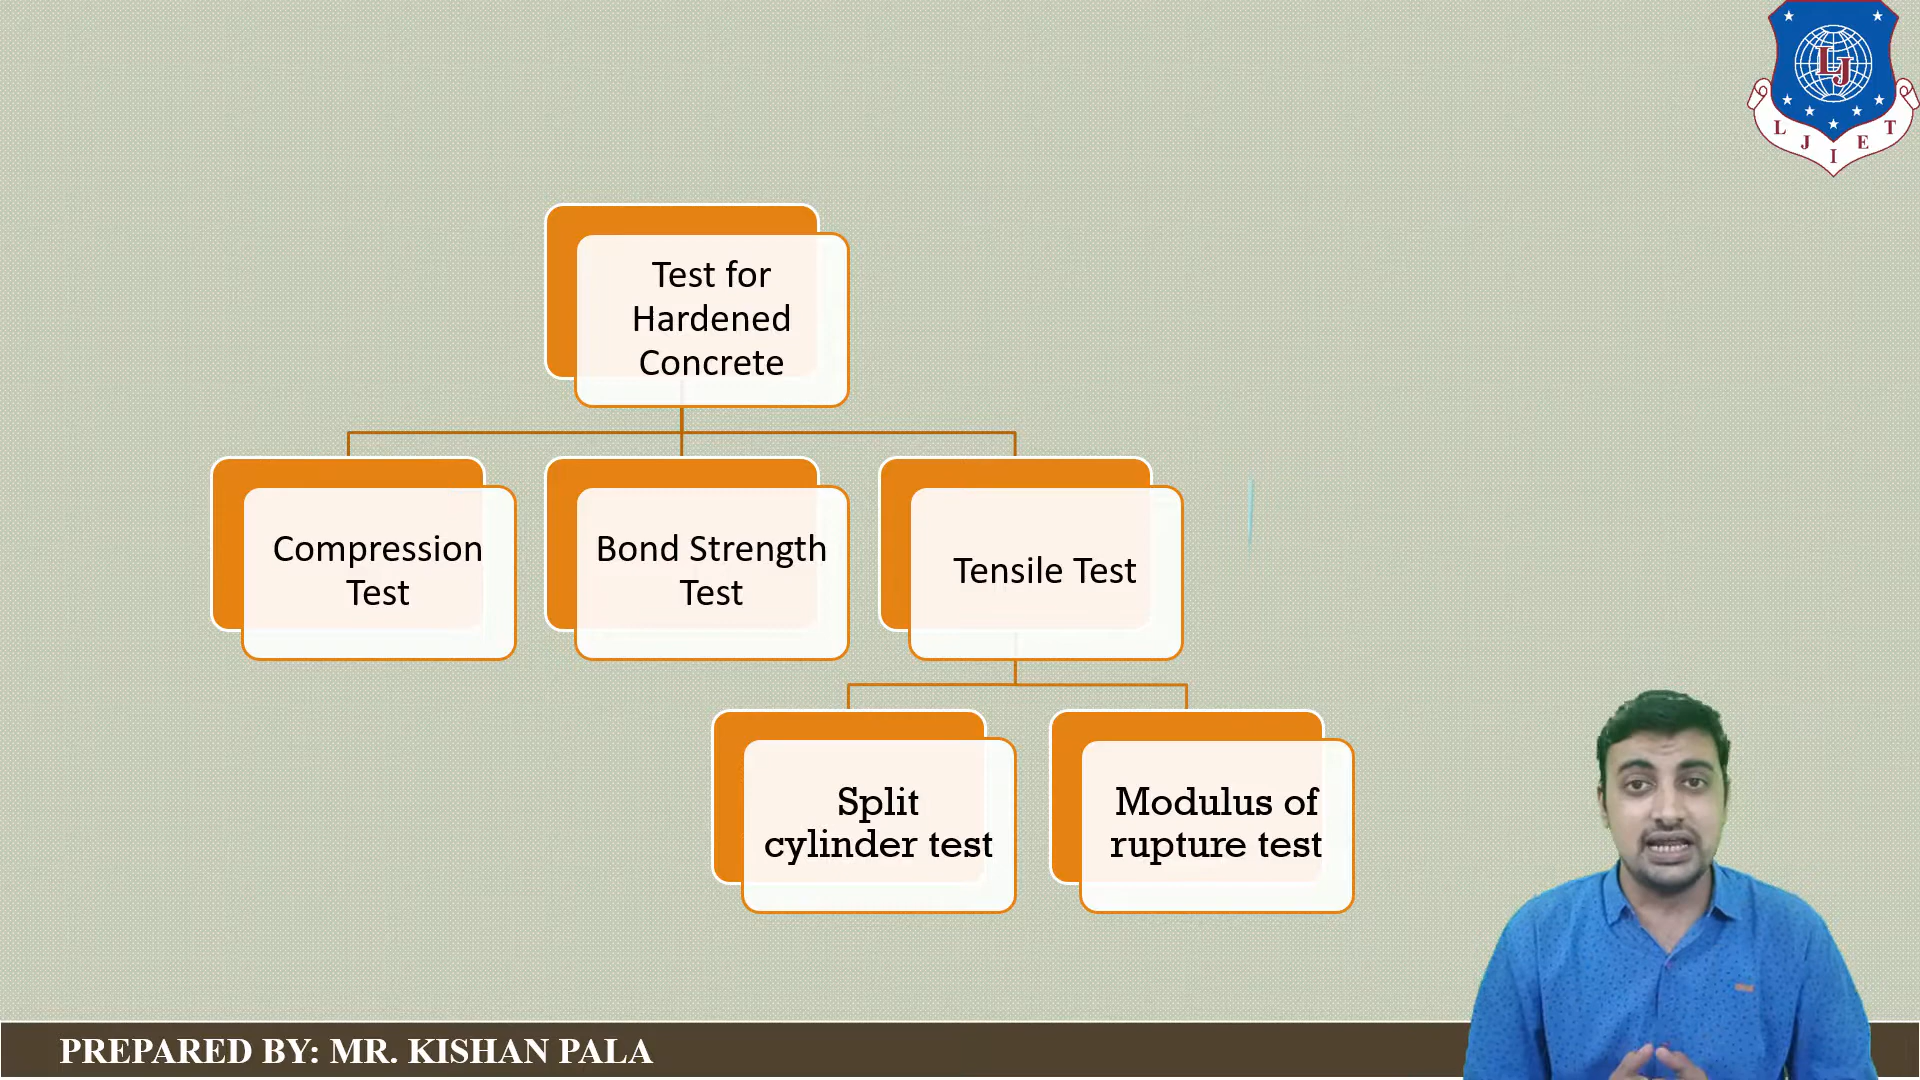 LJ
L J I E T
Test for
Hardened
Concrete
Compression
Test
Bond Strength
Test
Tensile Test
Split
cylinder test
Modulus of
rupture test
PREPARED BY: MR. KISHAN PALA